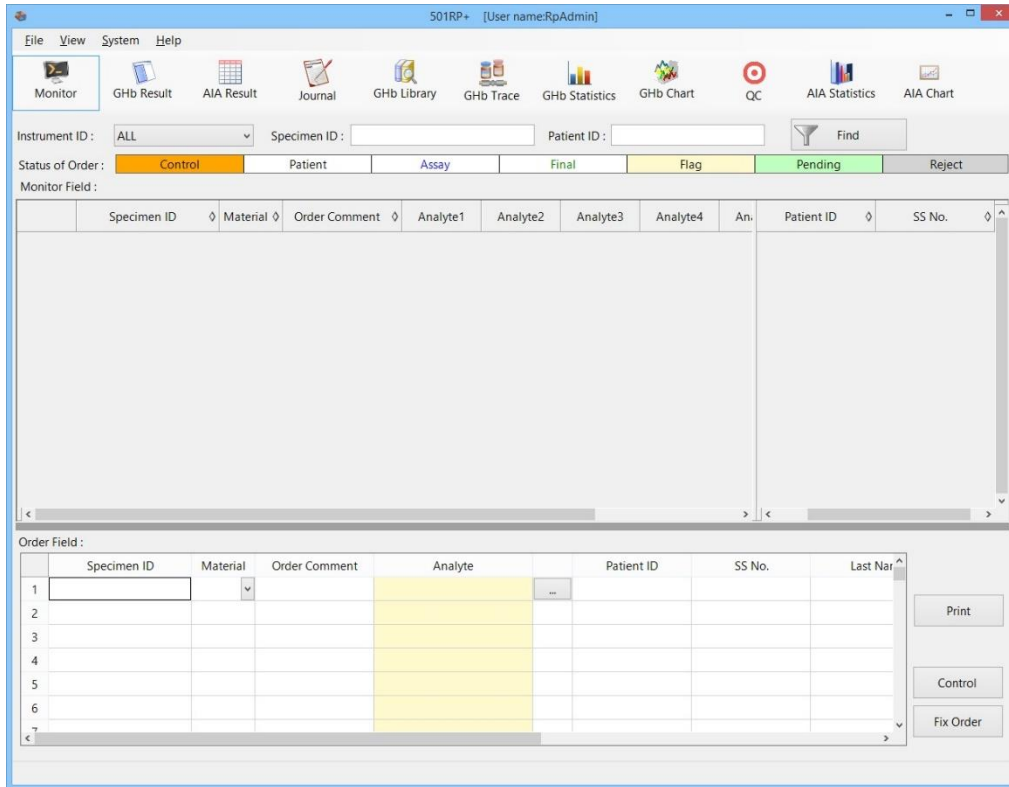 501RP+ [User name:RpAdmin]
File View System Help
Monitor GHb Result AIA Result Journal GHb Library GHb Trace GHb Statistics GHb Chart QC AIA Statistics AIA Chart
Instrument ID : ALL Specimen ID : Patient ID : Find
Status of Order : Control Patient Assay Final Flag Pending Reject
Monitor Field :
Specimen ID Material Order Comment Analyte1 Analyte2 Analyte3 Analyte4 Patient ID SS No.
Order Field :
Specimen ID Material Order Comment Analyte Patient ID SS No. Last Nar
1 ...
2
3
4
5
6
7
Print
Control
Fix Order